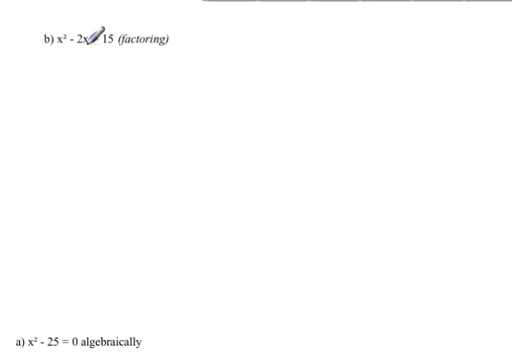 b) x² - 2x 15 (factoring)
a) x² - 25 = 0 algebraically